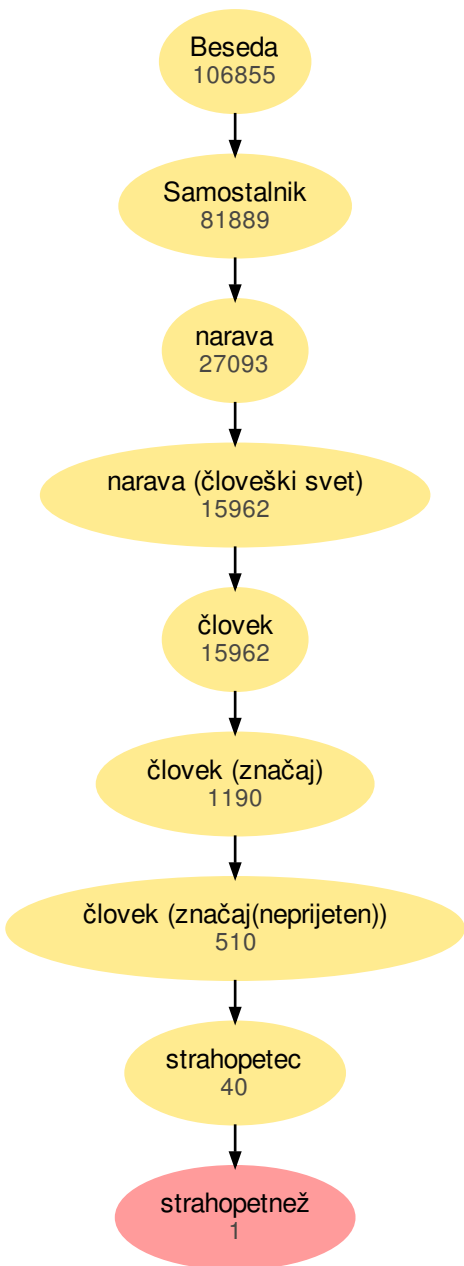 Beseda
106855
Samostalnik
81889
narava
27093
narava (človeški svet)
15962
človek
15962
človek (značaj)
1190
človek (značaj(neprijeten))
510
strahopetec
40
strahopetnež
1